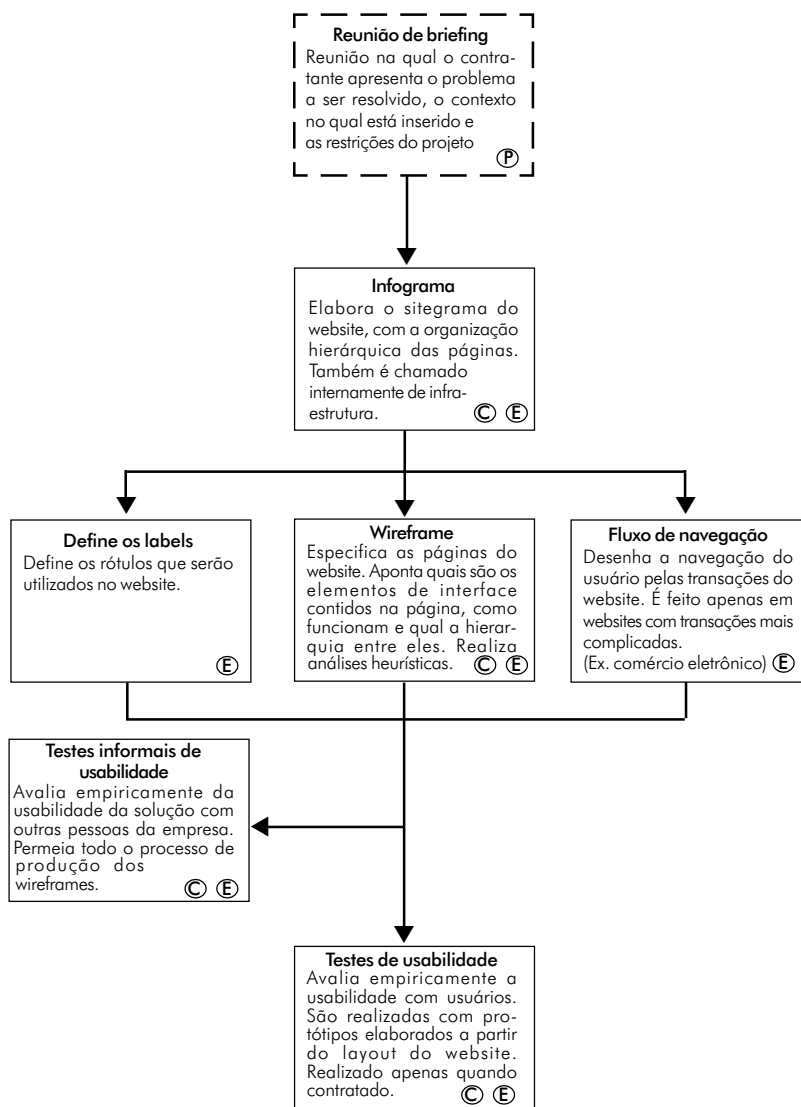 Reunião de briefing
Reunião na qual o contra-
tante apresenta o problema
a ser resolvido, o contexto
no qual está inserido e
as restrições do projeto
P
Infograma
Elabora o sitegrama do
website, com a organização
hierárquica das páginas.
Também é chamado
internamente de infra-
estrutura.
C E
Define os labels
Define os rótulos que serão
utilizados no website.
E
Wireframe
Especifica as páginas do
website. Aponta quais são os
elementos de interface
contidos na página, como
funcionam e qual a hierar-
quia entre eles. Realiza
análises heurísticas.
C E
Fluxo de navegação
Desenha a navegação do
usuário pelas transações do
website. É feito apenas em
websites com transações mais
complicadas.
(Ex. comércio eletrônico) E
Testes informais de
usabilidade
Avalia empiricamente da
usabilidade da solução com
outras pessoas da empresa.
Permeia todo o processo de
produção dos
wireframes.
C E
Testes de usabilidade
Avalia empiricamente a
usabilidade com usuários.
São realizadas com pro-
tótipos elaborados a partir
do layout do website.
Realizado apenas quando
contratado.
C E